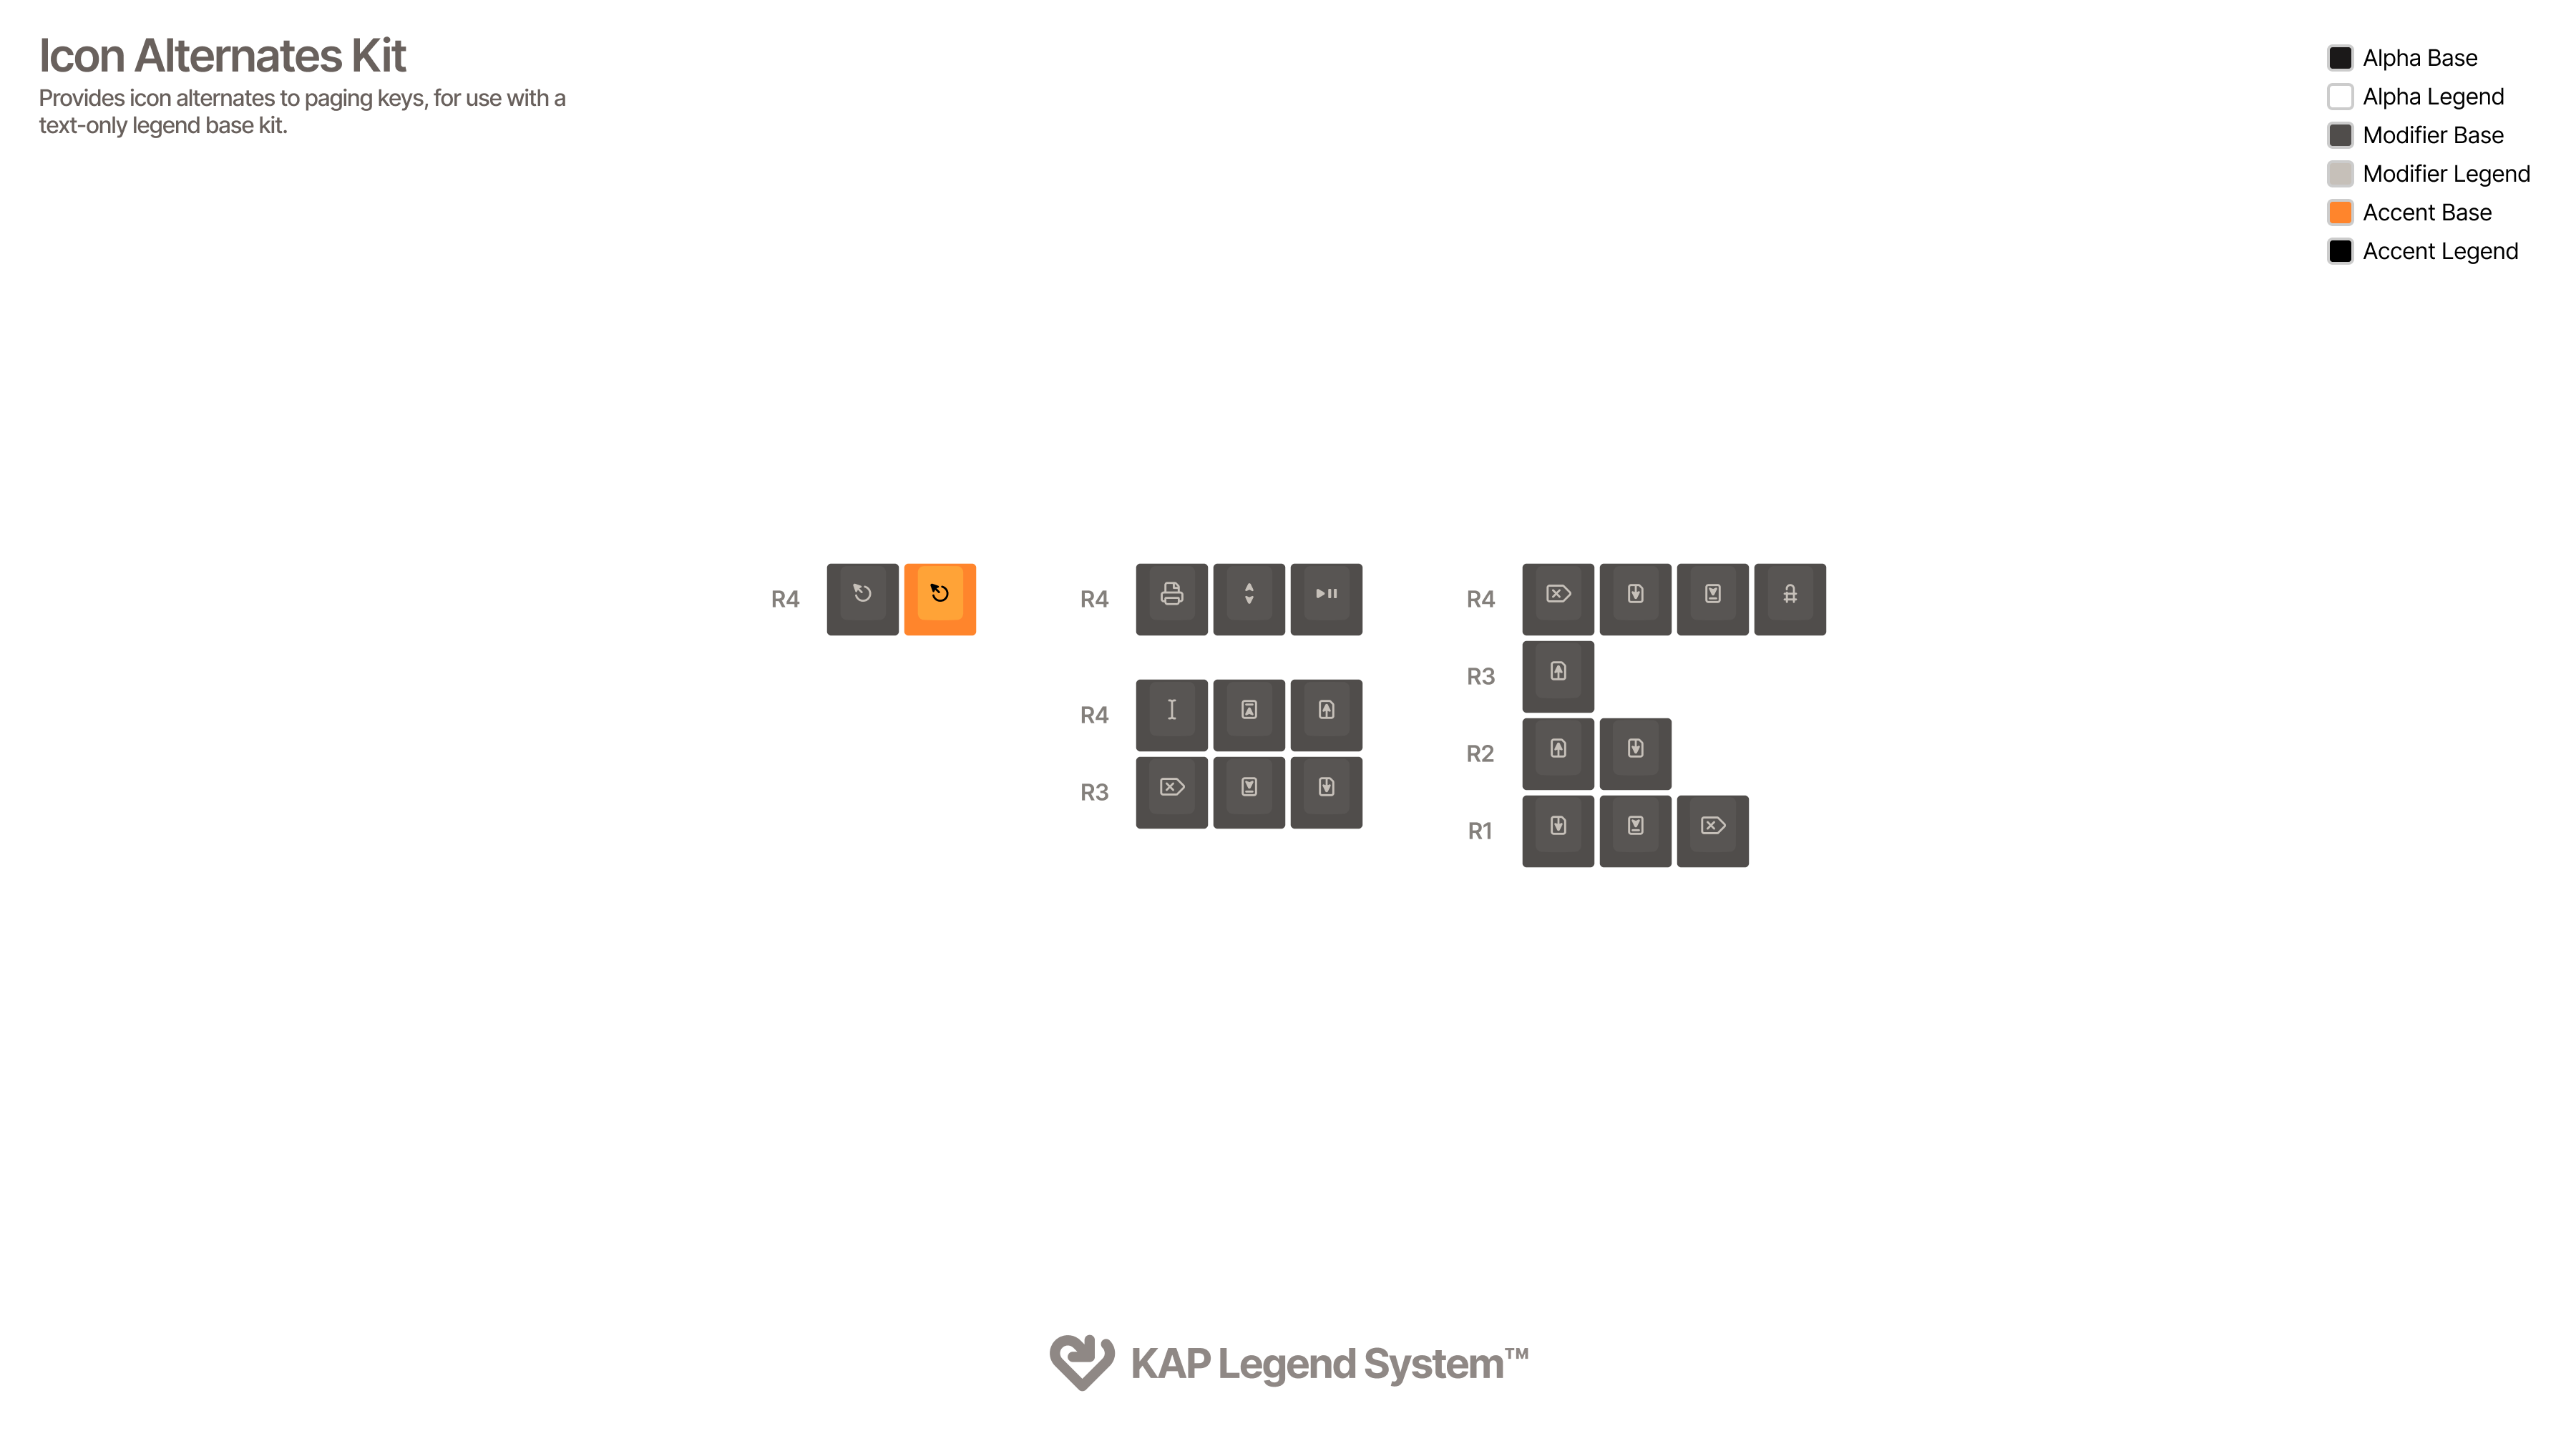 Icon Alternates Kit
Provides icon alternates to paging keys, for use with a
text-only legend base kit.
Alpha Base
Alpha Legend
Modifier Base
Modifier Legend
Accent Base
Accent Legend
R4
R4
R4
R3
R4
R3
R2
R1
KAP Legend System™